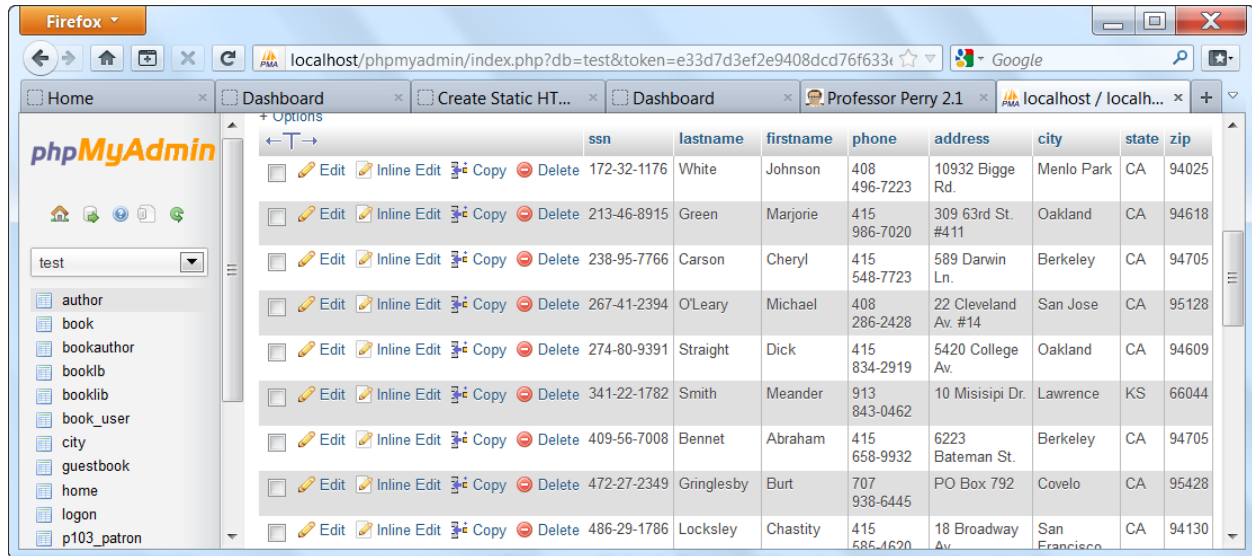 Firefox
localhost/phpmyadmin/index.php?db=test&token=e33d7d3ef2e9408dcd76f633
Google
Home
Dashboard
Create Static HT...
Dashboard
Professor Perry 2.1
localhost / localh...
phpMyAdmin
test
author
book
bookauthor
booklb
booklib
book_user
city
guestbook
home
logon
p103_patron
+ Options
ssn lastname firstname phone address city state zip
Edit Inline Edit Copy Delete 172-32-1176 White Johnson 408 496-7223 10932 Bigge Rd. Menlo Park CA 94025
Edit Inline Edit Copy Delete 213-46-8915 Green Marjorie 415 986-7020 309 63rd St. #411 Oakland CA 94618
Edit Inline Edit Copy Delete 238-95-7766 Carson Cheryl 415 548-7723 589 Darwin Ln. Berkeley CA 94705
Edit Inline Edit Copy Delete 267-41-2394 O'Leary Michael 408 286-2428 22 Cleveland Av. #14 San Jose CA 95128
Edit Inline Edit Copy Delete 274-80-9391 Straight Dick 415 834-2919 5420 College Av. Oakland CA 94609
Edit Inline Edit Copy Delete 341-22-1782 Smith Meander 913 843-0462 10 Misisipi Dr. Lawrence KS 66044
Edit Inline Edit Copy Delete 409-56-7008 Bennet Abraham 415 658-9932 6223 Bateman St. Berkeley CA 94705
Edit Inline Edit Copy Delete 472-27-2349 Gringlesby Burt 707 938-6445 PO Box 792 Covelo CA 95428
Edit Inline Edit Copy Delete 486-29-1786 Locksley Chastity 415 585-4620 18 Broadway Av. San Francisco CA 94130